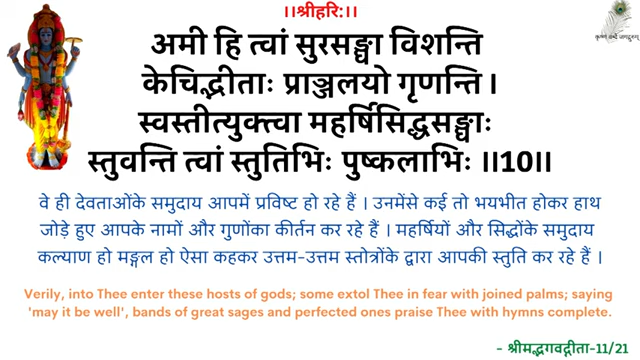 ।।श्रीहरि:।।
कृष्णं वन्दे जगद्गुरुम्
अमी हि त्वां सुरसङ्घा विशन्ति
केचिद्भीताः प्राञ्जलयो गृणन्ति ।
स्वस्तीत्युक्त्वा महर्षिसिद्धसङ्घाः
स्तुवन्ति त्वां स्तुतिभिः पुष्कलाभिः ।।10।।
वे ही देवताओंके समुदाय आपमें प्रविष्ट हो रहे हैं । उनमेंसे कई तो भयभीत होकर हाथ
जोड़े हुए आपके नामों और गुणोंका कीर्तन कर रहे हैं । महर्षियों और सिद्धोंके समुदाय
कल्याण हो मङ्गल हो ऐसा कहकर उत्तम-उत्तम स्तोत्रोंके द्वारा आपकी स्तुति कर रहे हैं ।
Verily, into Thee enter these hosts of gods; some extol Thee in fear with joined palms; saying
'may it be well', bands of great sages and perfected ones praise Thee with hymns complete.
- श्रीमद्भगवद्गीता-11/21